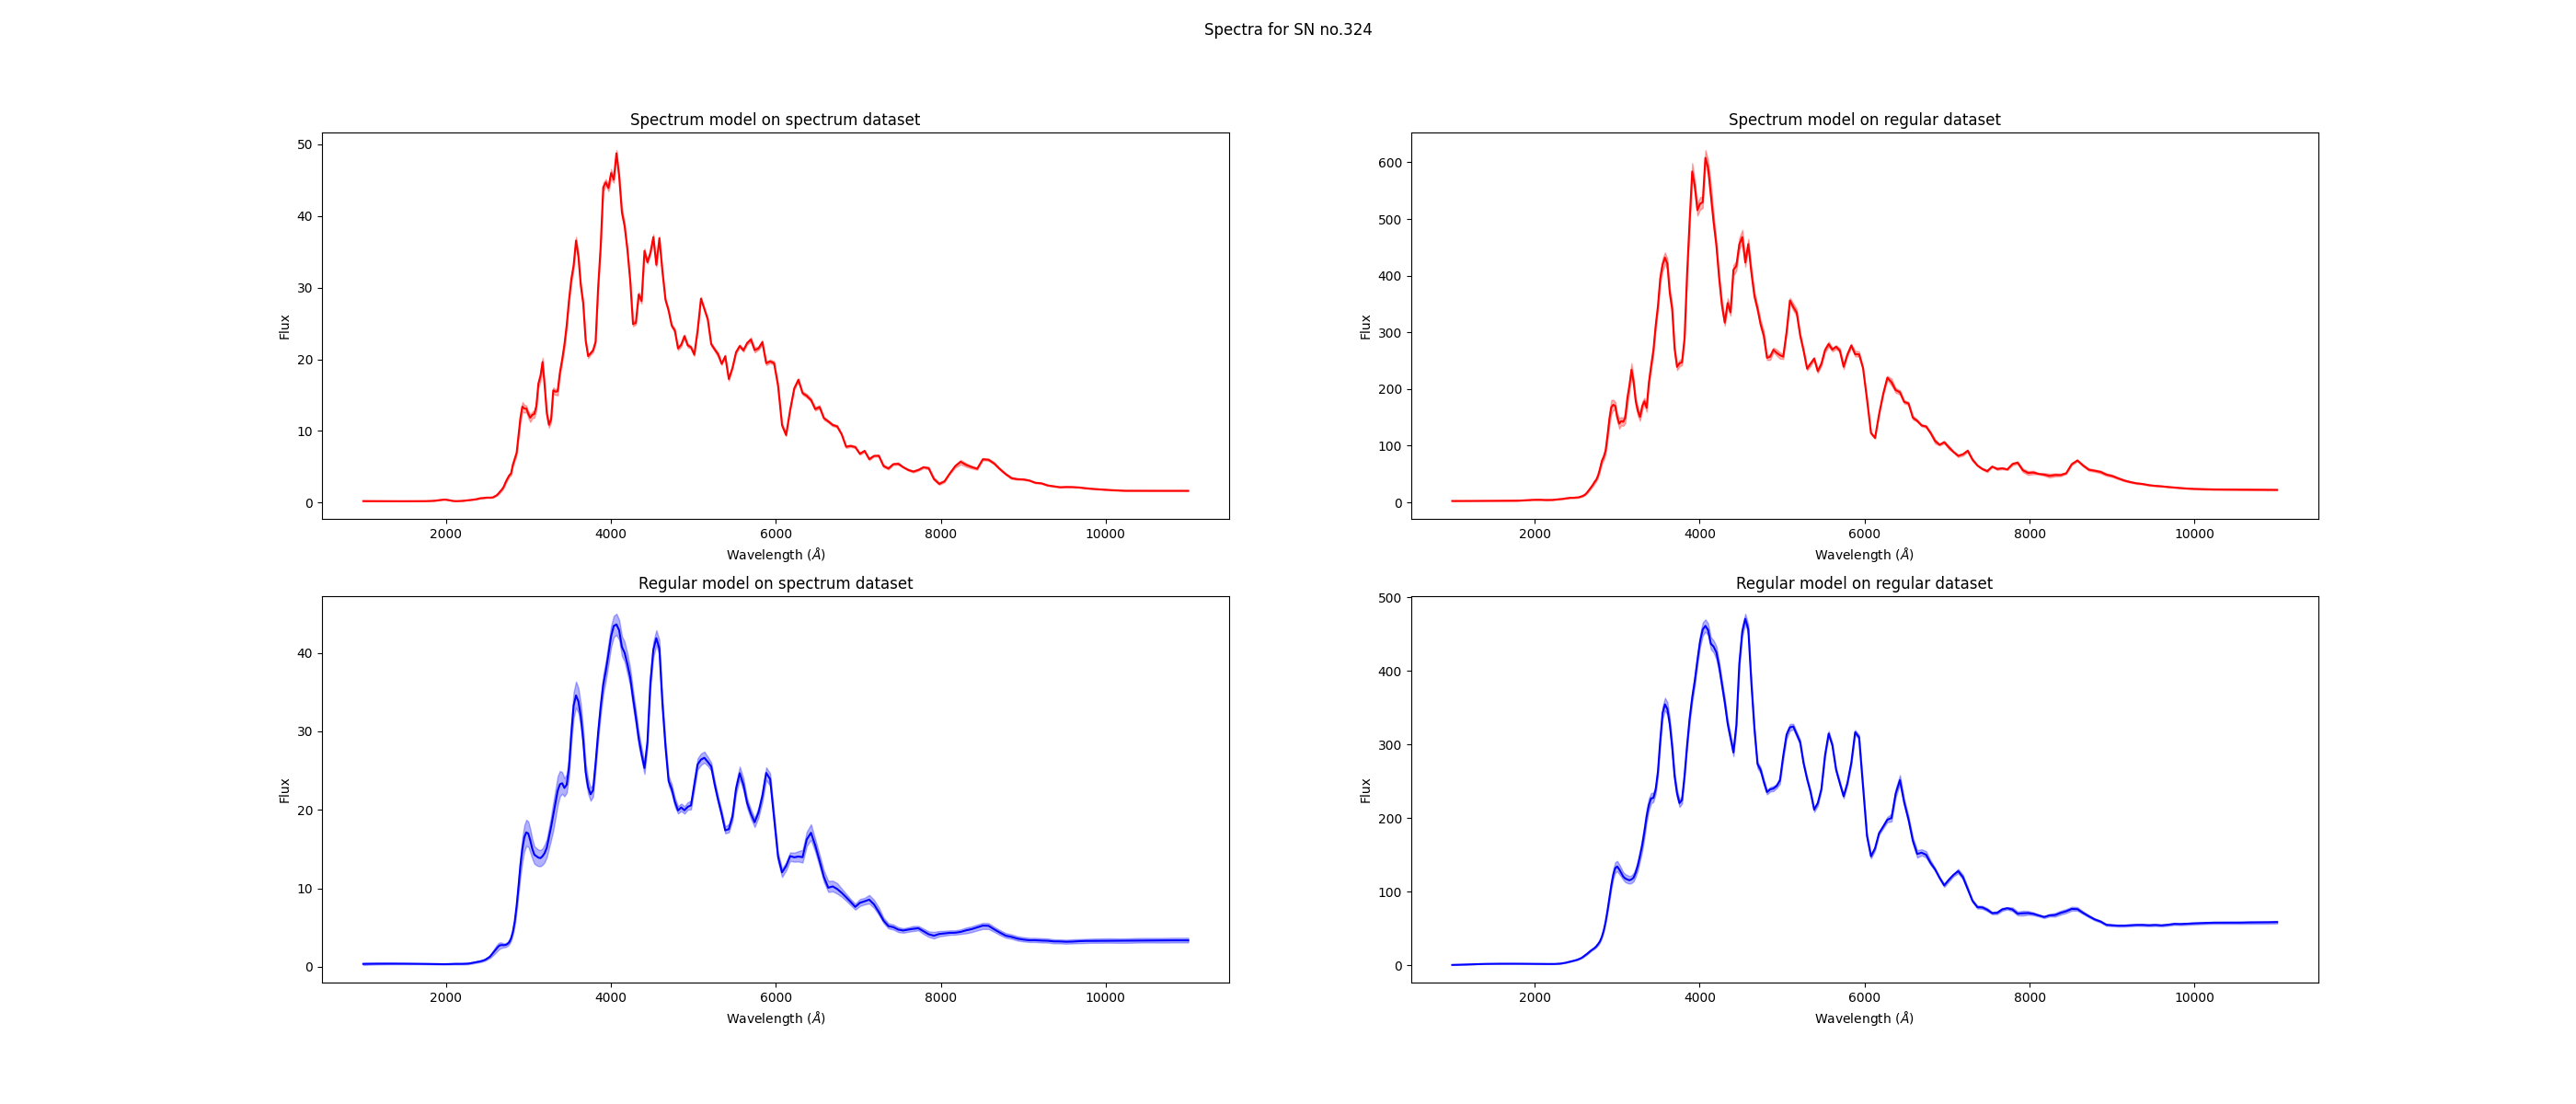 Spectra for SN no.324
Spectrum model on spectrum dataset
50
40
30
20
10
0
Flux
2000 4000 6000 8000 10000
Wavelength (Å)
Spectrum model on regular dataset
600
500
400
300
200
100
0
Flux
2000 4000 6000 8000 10000
Wavelength (Å)
Regular model on spectrum dataset
40
30
20
10
0
Flux
2000 4000 6000 8000 10000
Wavelength (Å)
Regular model on regular dataset
500
400
300
200
100
0
Flux
2000 4000 6000 8000 10000
Wavelength (Å)